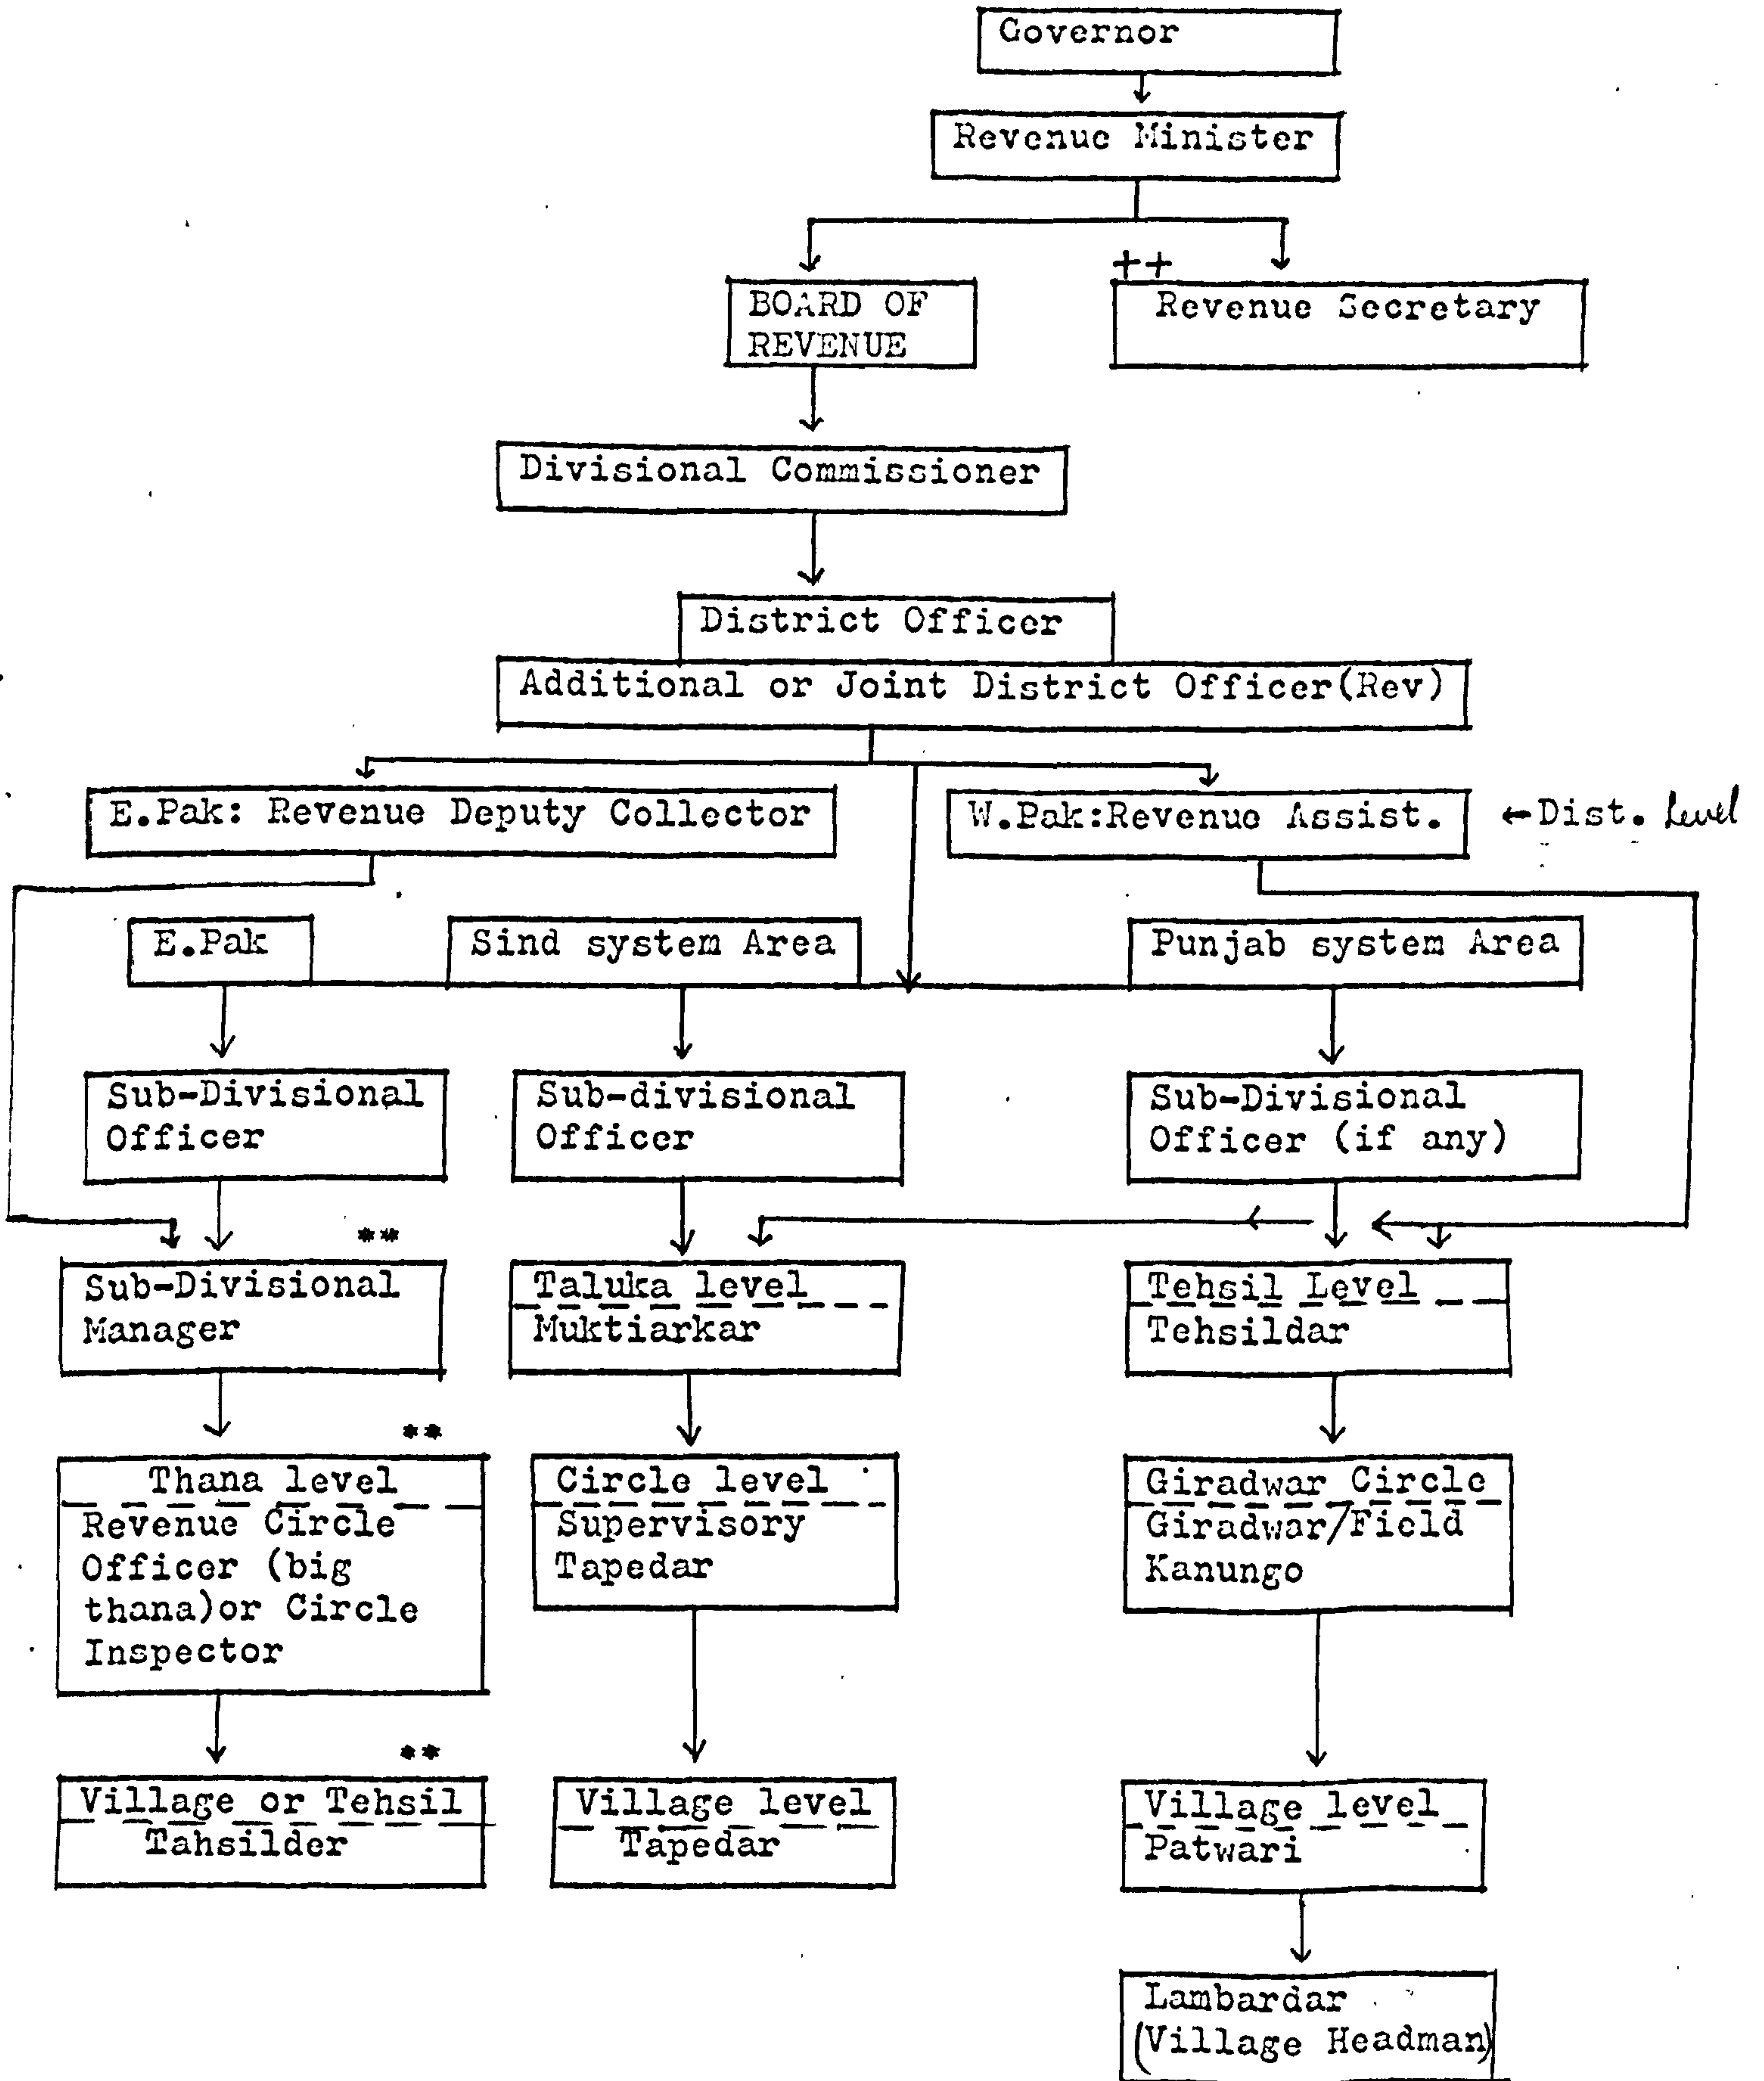 Governor
Revenue Minister
++
BOARD OF
REVENUE
Revenue Secretary
Divisional Commissioner
District Officer
Additional or Joint District Officer(Rev)
E.Pak: Revenue Deputy Collector
W.Pak:Revenue Assist.
←Dist. Level
E.Pak
Sind system Area
Punjab system Area
Sub-Divisional
Officer
Sub-divisional
Officer
Sub-Divisional
Officer (if any)
**
Sub-Divisional
Manager
Taluka level
Muktiarkar
Tehsil Level
Tehsildar
**
Thana level
Revenue Circle
Officer (big
thana)or Circle
Inspector
Circle level
Supervisory
Tapedar
Giradwar Circle
Giradwar/Field
Kanungo
**
Village or Tehsil
Tahsilder
Village level
Tapedar
Village level
Patwari
Lambardar
(Village Headman)